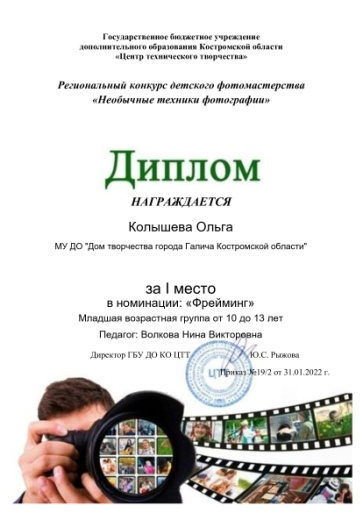 Государственное бюджетное учреждение
дополнительного образования Костромской области
«Центр технического творчества»
Региональный конкурс детского фотомастерства
«Необычные техники фотографии»
Диплом
НАГРАЖДАЕТСЯ
Колышева Ольга
МУ ДО "Дом творчества города Галича Костромской области"
за I место
в номинации: «Фрейминг»
Младшая возрастная группа от 10 до 13 лет
Педагог: Волкова Нина Викторовна
Директор ГБУ ДО КО ЦТТ Ю.С. Рыжова
Приказ №19/2 от 31.01.2022 г.